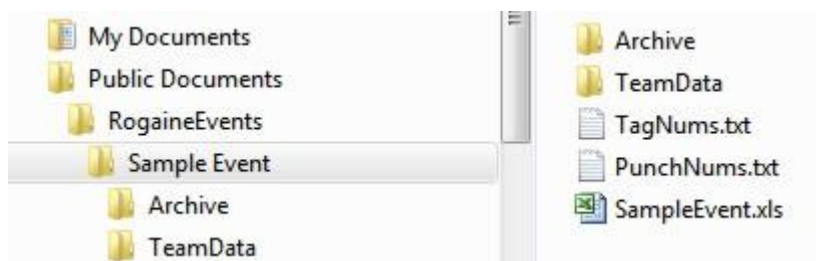 My Documents
Public Documents
RogaineEvents
Sample Event
Archive
TeamData
Archive
TeamData
TagNums.txt
PunchNums.txt
SampleEvent.xls